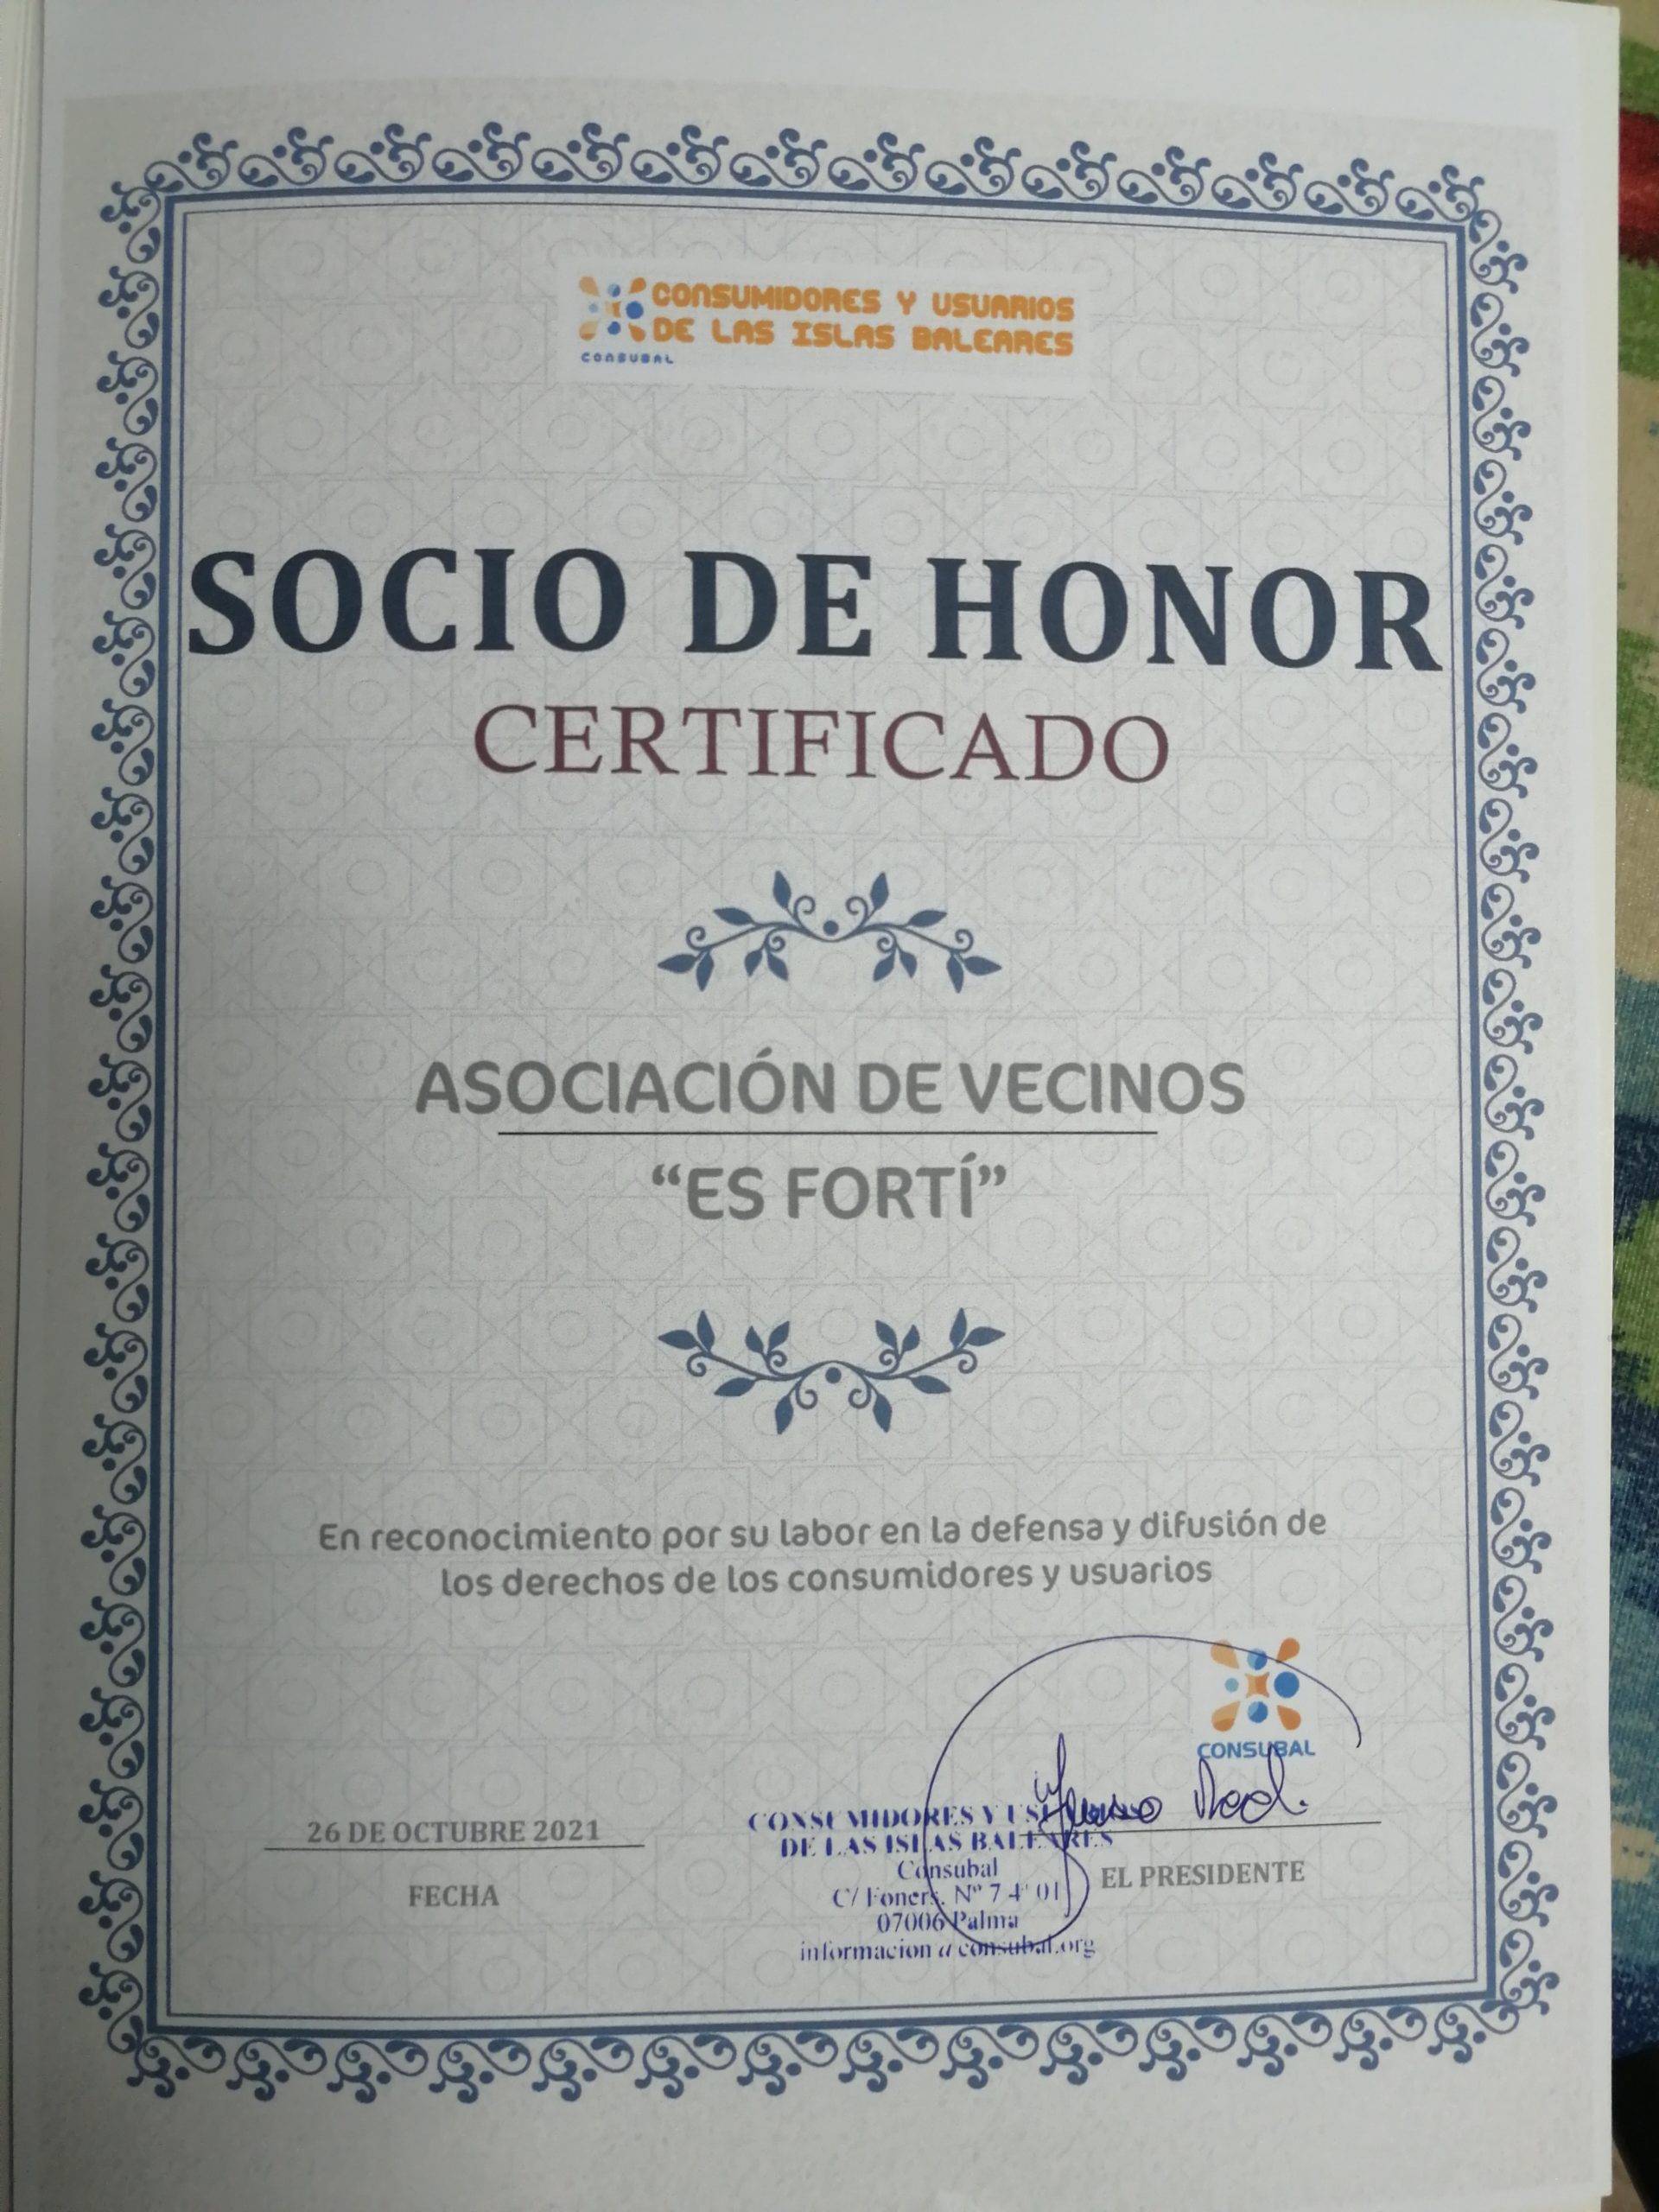 CONSUMIDORES Y USUARIOS
DE LAS ISLAS BALEARES
CONSUBAL
SOCIO DE HONOR
CERTIFICADO
ASOCIACIÓN DE VECINOS
“ES FORTÍ”
En reconocimiento por su labor en la defensa y difusión de
los derechos de los consumidores y usuarios
CONSUBAL
26 DE OCTUBRE 2021
FECHA
CONSUMIDORES Y USUARIOS
DE LAS ISLAS BALEARES
Consubal
C/ Foners. Nº 7 4º 01
07006 Palma
informacion@consubal.org
EL PRESIDENTE